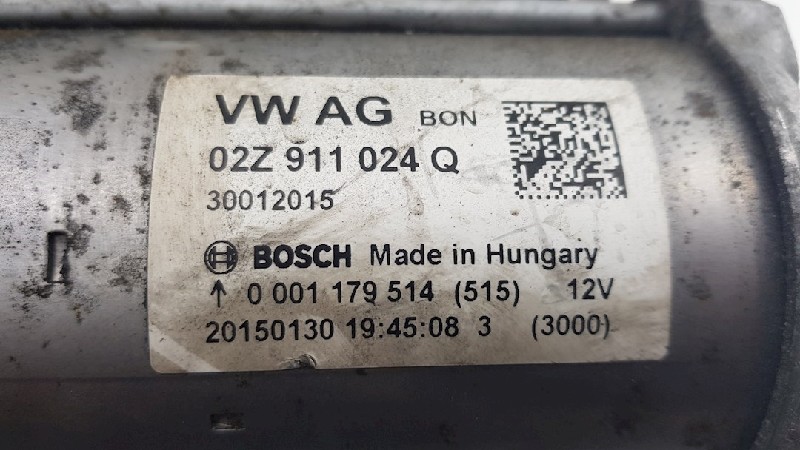 VW AG BON
02Z 911 024 Q
30012015
BOSCH Made in Hungary
↑ 0 001 179 514 (515) 12V
20150130 19:45:08 3 (3000)